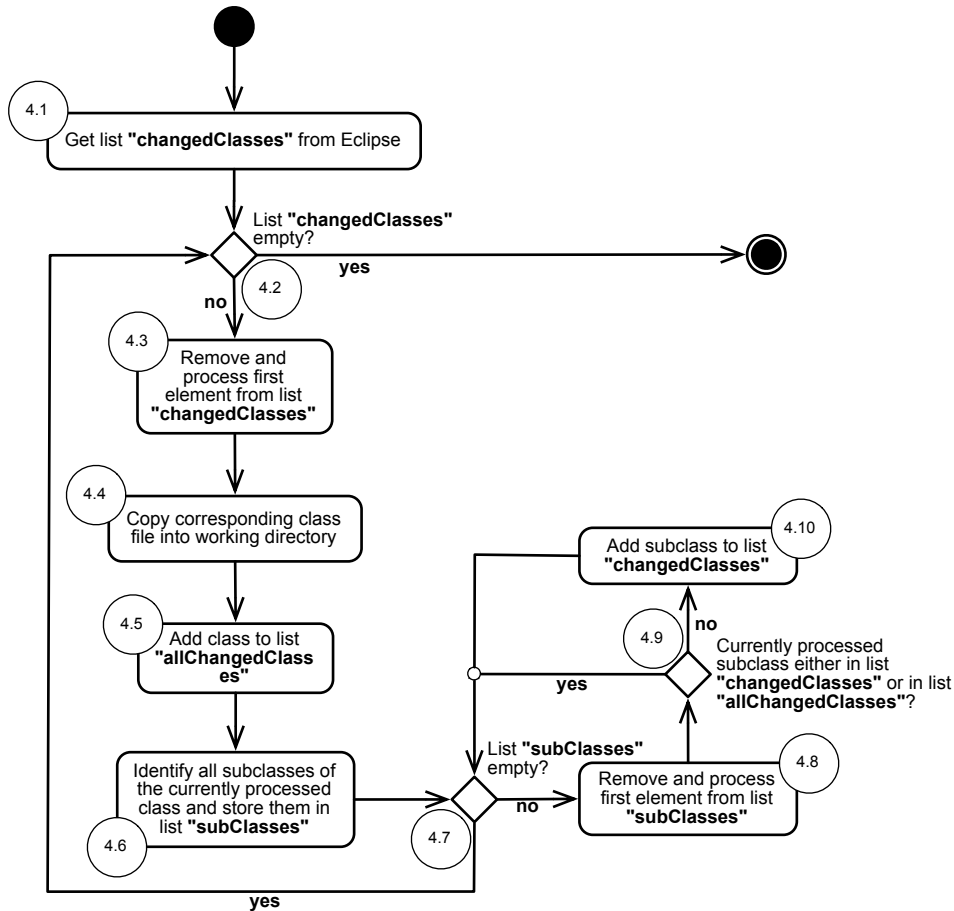 4.1
Get list "changedClasses" from Eclipse
List "changedClasses"
empty?
yes
4.2
no
4.3
Remove and
process first
element from list
"changedClasses"
4.4
Copy corresponding class
file into working directory
4.10
Add subclass to list
"changedClasses"
4.5
Add class to list
"allChangedClass
es"
4.9
no
Currently processed
subclass either in list
"changedClasses" or in list
"allChangedClasses"?
yes
List "subClasses"
empty?
4.8
Remove and process
first element from list
"subClasses"
Identify all subclasses of
the currently processed
class and store them in
list "subClasses"
no
4.6
4.7
yes